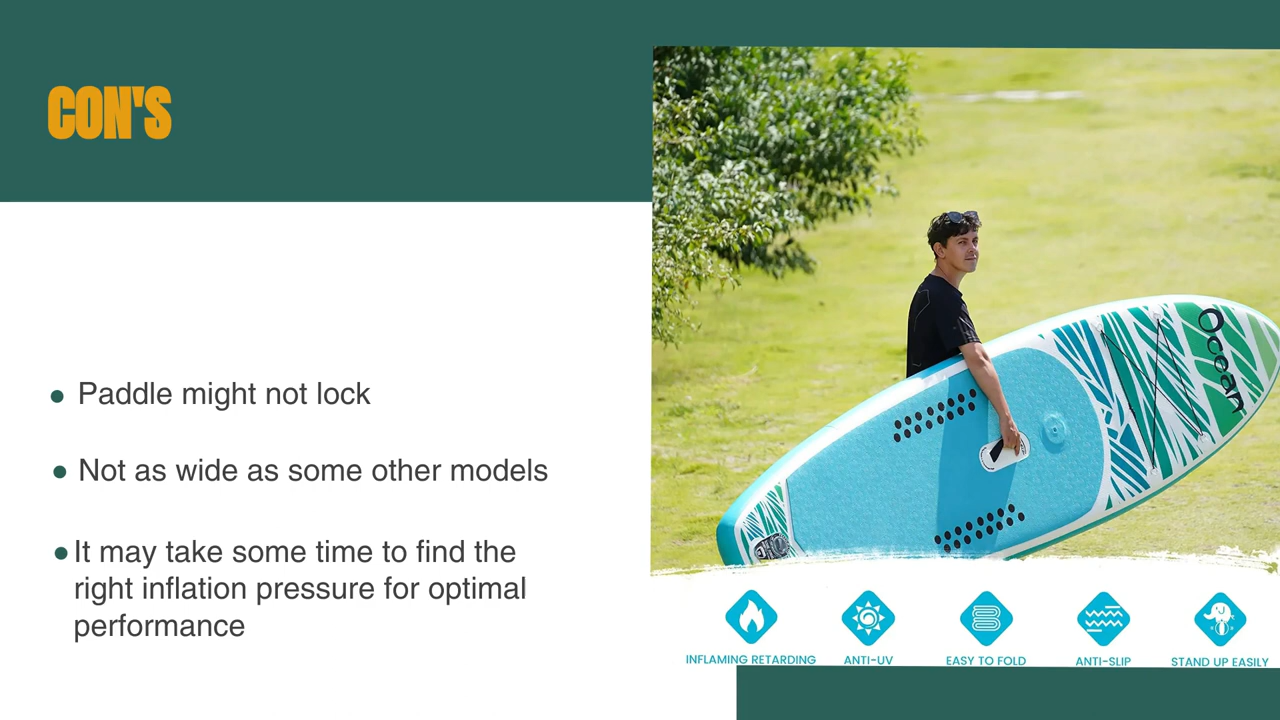 CON'S
Paddle might not lock
Not as wide as some other models
It may take some time to find the
right inflation pressure for optimal
performance
Ocean
INFLAMING RETARDING
ANTI-UV
EASY TO FOLD
ANTI-SLIP
STAND UP EASILY